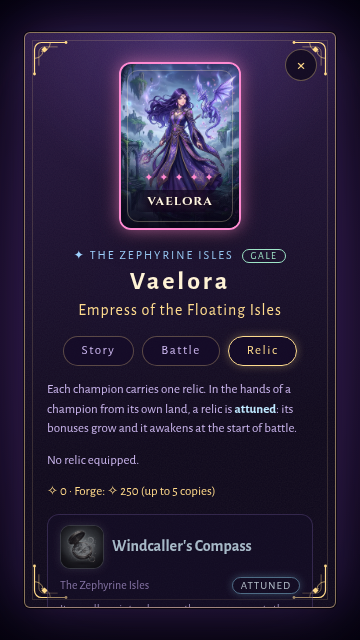 ×
VAELORA
✦ THE ZEPHYRINE ISLES GALE
Vaelora
Empress of the Floating Isles
Story Battle Relic
Each champion carries one relic. In the hands of a
champion from its own land, a relic is attuned: its
bonuses grow and it awakens at the start of battle.
No relic equipped.
✧ 0 · Forge: ✧ 250 (up to 5 copies)
Windcaller's Compass
The Zephyrine Isles ATTUNED